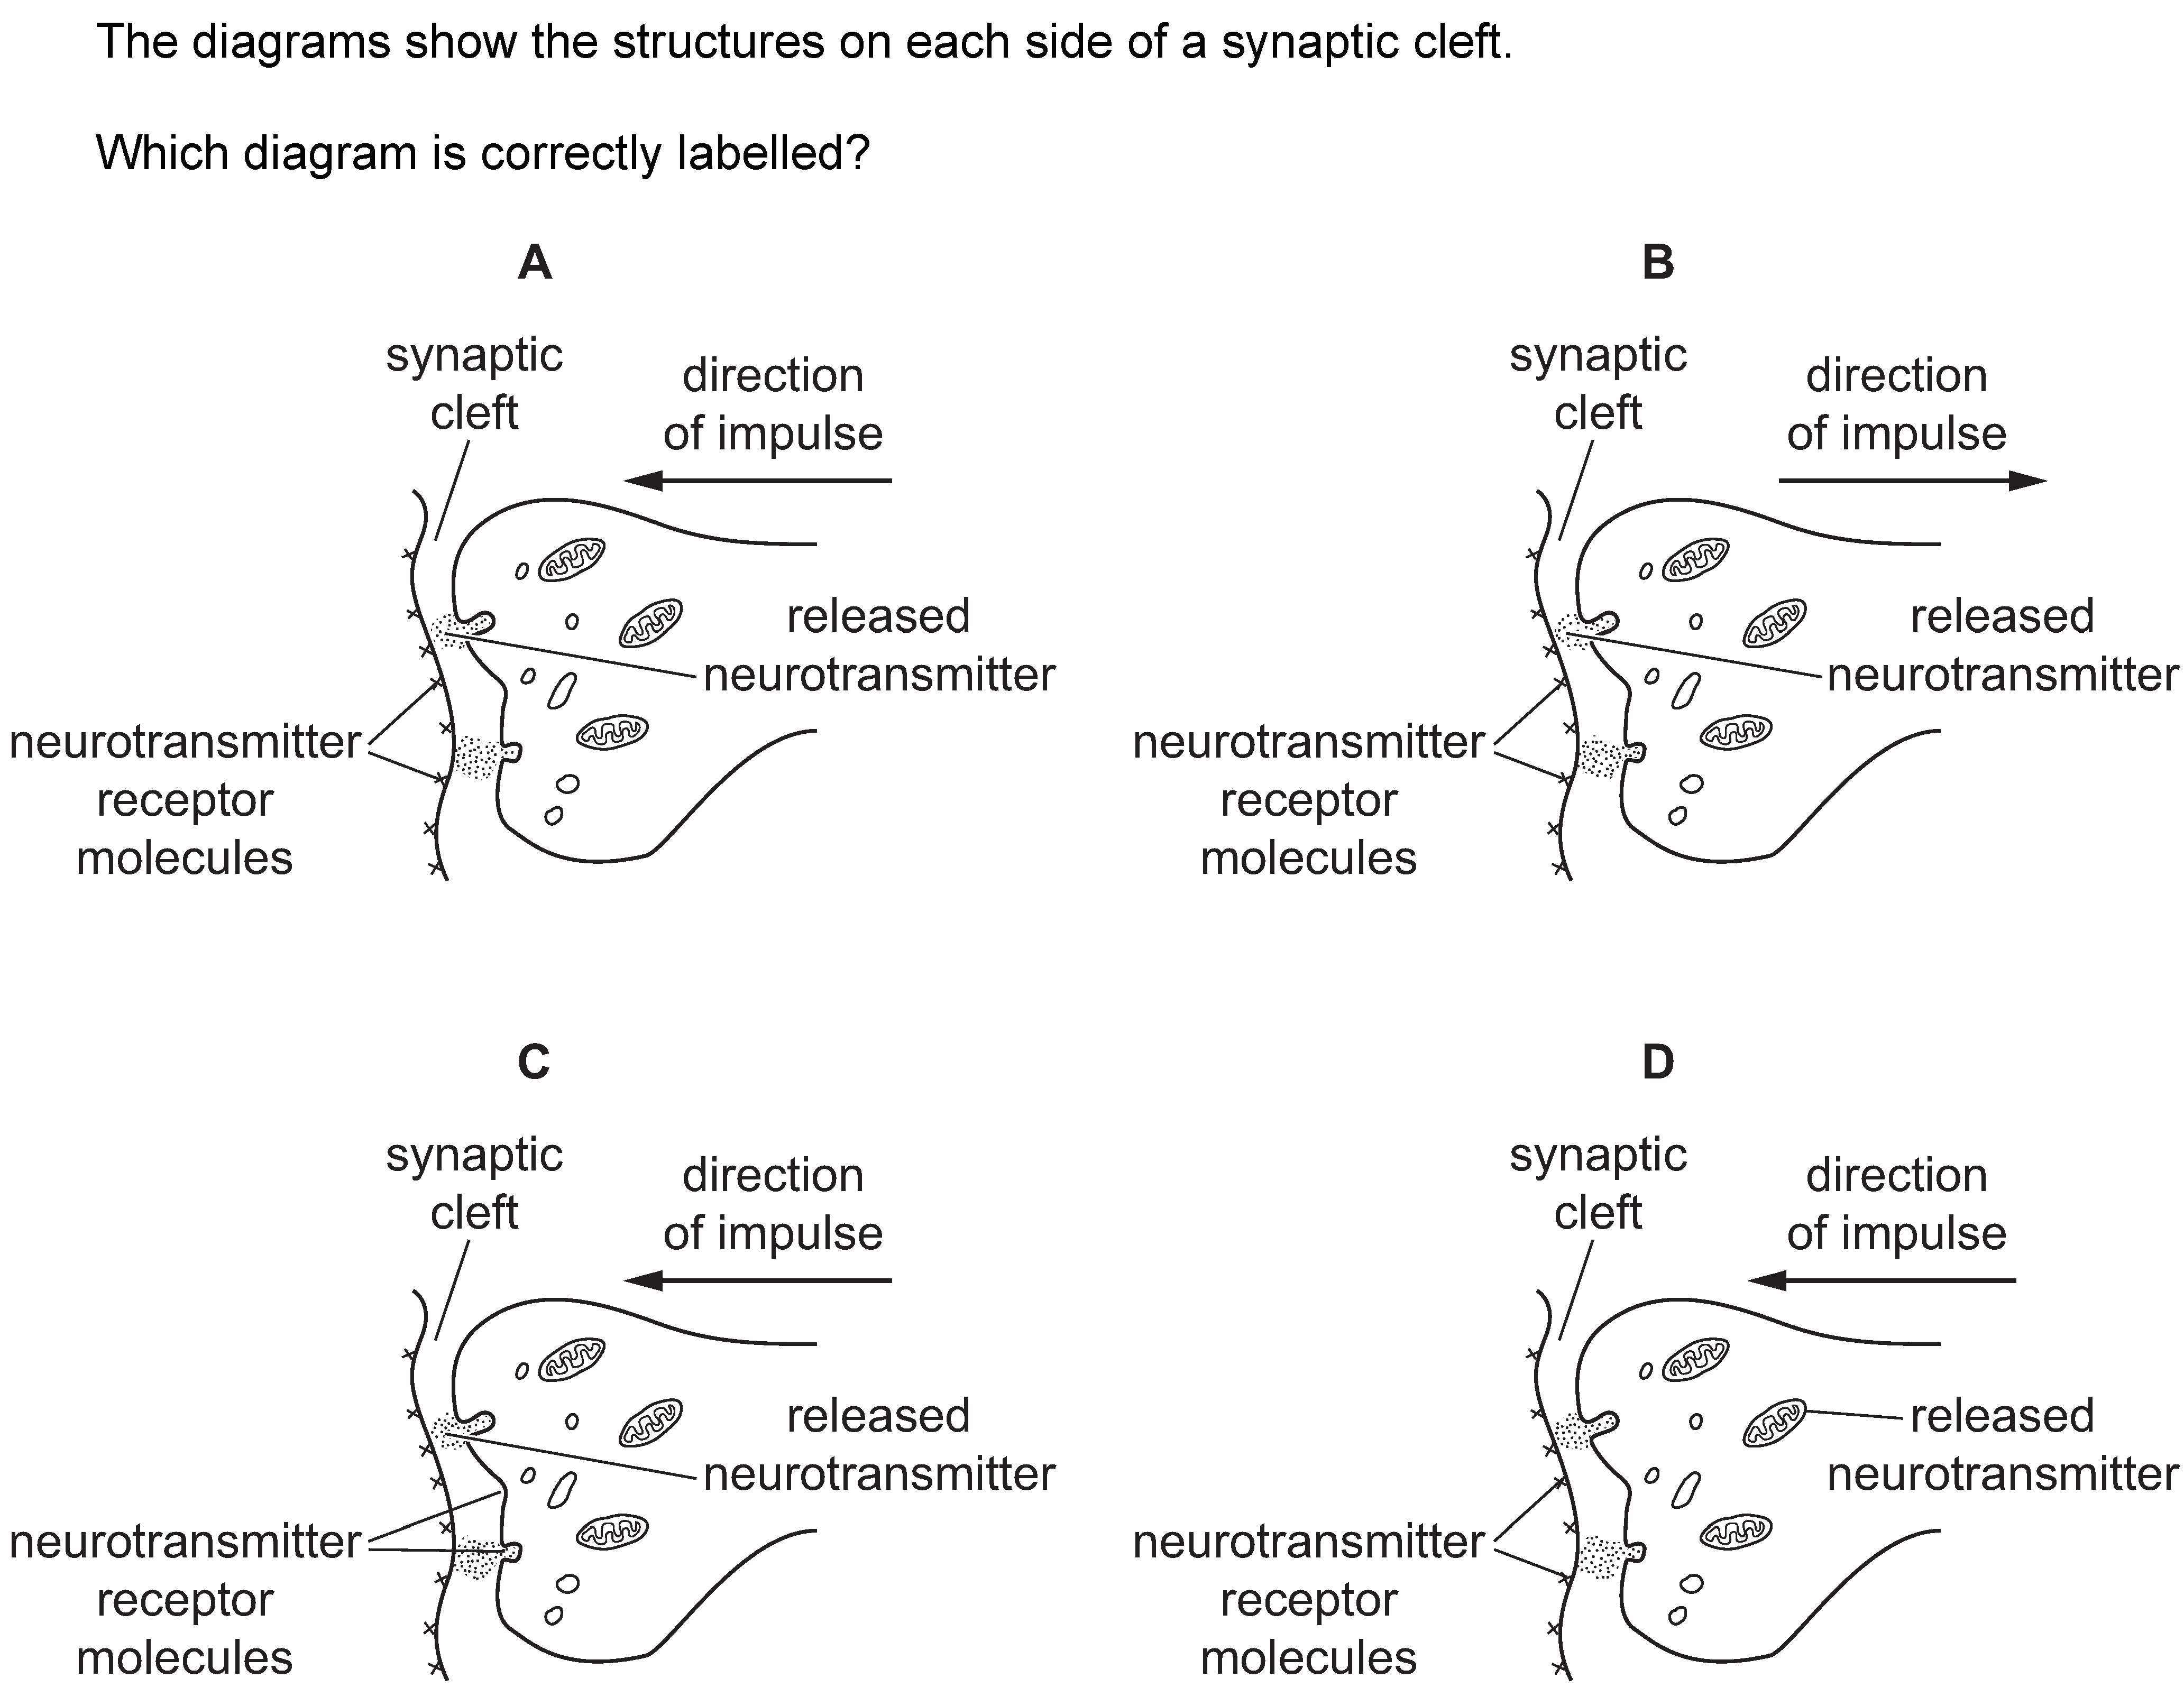 The diagrams show the structures on each side of a synaptic cleft.
Which diagram is correctly labelled?
A
synaptic
cleft
direction
of impulse
released
neurotransmitter
neurotransmitter
receptor
molecules
B
synaptic
cleft
direction
of impulse
released
neurotransmitter
neurotransmitter
receptor
molecules
C
synaptic
cleft
direction
of impulse
released
neurotransmitter
neurotransmitter
receptor
molecules
D
synaptic
cleft
direction
of impulse
released
neurotransmitter
neurotransmitter
receptor
molecules